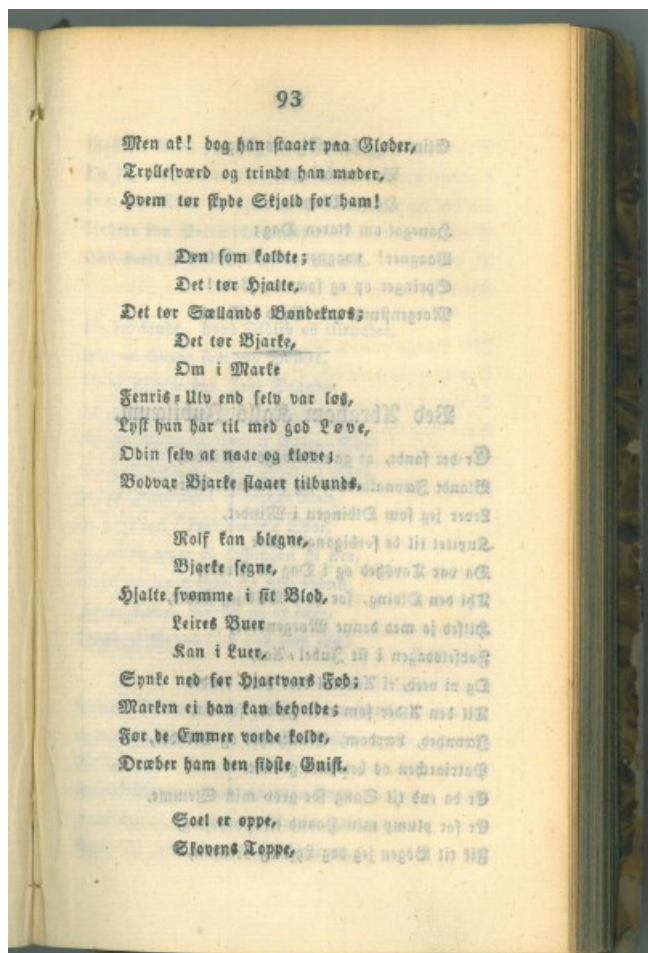 93
Men ak! dog han staaer paa Gløder,
Tryllesværd og trindt han møder,
Hvem tør skyde Skjold for ham!
Den som kaldte;
Det tør Hjalte,
Det tør Sællands Bondeknøs;
Det tør Bjarke,
Om i Marke
Fenris-Ulv end selv var løs,
Lyst han har til med god Løve,
Odin selv at naae og kløve;
Bodvar Bjarke slaaer tilbunds.
Rolf kan blegne,
Bjarke segne,
Hjalte svømme i sit Blod,
Leires Buer
Kan i Luer,
Synke ned for Hjartvars Fod;
Marken ei han kan beholde;
Før de Emmer vorde kolde,
Dræber ham den sidste Gnist.
Soel er oppe,
Skovens Toppe,